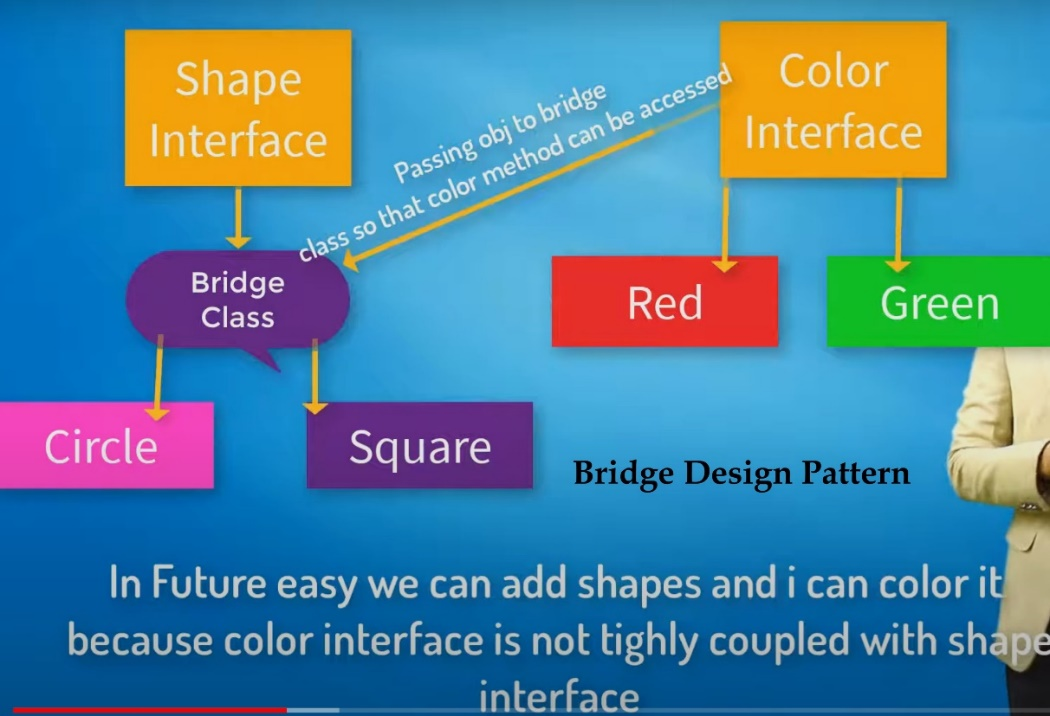 Shape
Interface
Color
Interface
Passing obj to bridge
class so that color method can be accessed
Bridge
Class
Red
Green
Circle
Square
Bridge Design Pattern
In Future easy we can add shapes and i can color it
because color interface is not tighly coupled with shape
interface